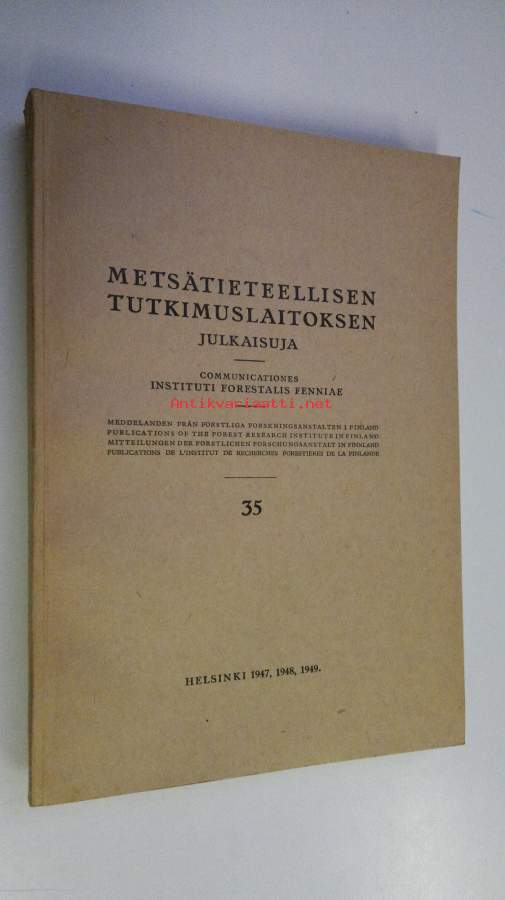 METSÄTIETEELLISEN
TUTKIMUSLAITOKSEN
JULKAISUJA
COMMUNICATIONES
INSTITUTI FORESTALIS FENNIAE
MEDDELANDEN FRÅN FORSTLIGA FORSKNINGSANSTALTEN I FINLAND
PUBLICATIONS OF THE FOREST RESEARCH INSTITUTE IN FINLAND
MITTEILUNGEN DER FORSTLICHEN FORSCHUNGSANSTALT IN FINNLAND
PUBLICATIONS DE L'INSTITUT DE RECHERCHES FORESTIÈRES DE LA FINLANDE
35
Antikvariaatti.net
HELSINKI 1947, 1948, 1949.